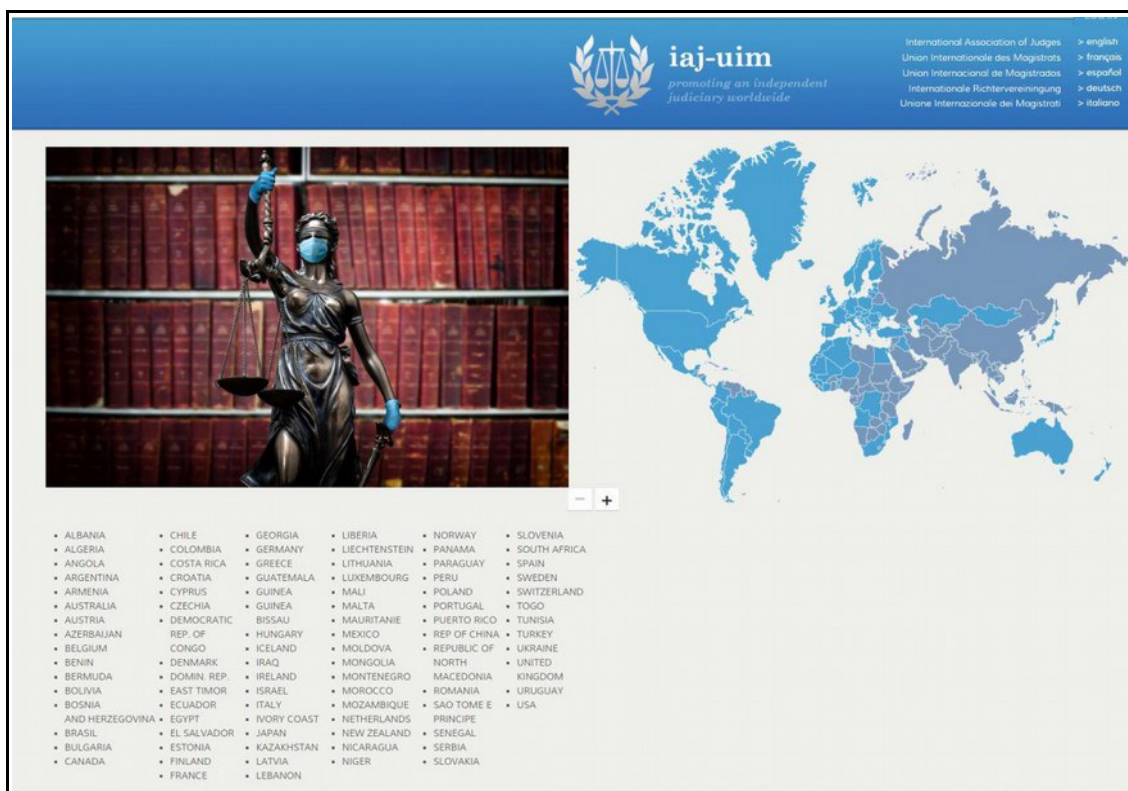 iaj-uim
promoting an independent
judiciary worldwide
International Association of Judges > english
Union Internationale des Magistrats > français
Union Internacional de Magistrados > español
Internationale Richtervereiningung > deutsch
Unione Internazionale dei Magistrati > italiano
− +
▪ ALBANIA
▪ ALGERIA
▪ ANGOLA
▪ ARGENTINA
▪ ARMENIA
▪ AUSTRALIA
▪ AUSTRIA
▪ AZERBAIJAN
▪ BELGIUM
▪ BENIN
▪ BERMUDA
▪ BOLIVIA
▪ BOSNIA
AND HERZEGOVINA
▪ BRASIL
▪ BULGARIA
▪ CANADA
▪ CHILE
▪ COLOMBIA
▪ COSTA RICA
▪ CROATIA
▪ CYPRUS
▪ CZECHIA
▪ DEMOCRATIC
REP. OF
CONGO
▪ DENMARK
▪ DOMIN. REP.
▪ EAST TIMOR
▪ ECUADOR
▪ EGYPT
▪ EL SALVADOR
▪ ESTONIA
▪ FINLAND
▪ FRANCE
▪ GEORGIA
▪ GERMANY
▪ GREECE
▪ GUATEMALA
▪ GUINEA
▪ GUINEA
BISSAU
▪ HUNGARY
▪ ICELAND
▪ IRAQ
▪ IRELAND
▪ ISRAEL
▪ ITALY
▪ IVORY COAST
▪ JAPAN
▪ KAZAKHSTAN
▪ LATVIA
▪ LEBANON
▪ LIBERIA
▪ LIECHTENSTEIN
▪ LITHUANIA
▪ LUXEMBOURG
▪ MALI
▪ MALTA
▪ MAURITANIE
▪ MEXICO
▪ MOLDOVA
▪ MONGOLIA
▪ MONTENEGRO
▪ MOROCCO
▪ MOZAMBIQUE
▪ NETHERLANDS
▪ NEW ZEALAND
▪ NICARAGUA
▪ NIGER
▪ NORWAY
▪ PANAMA
▪ PARAGUAY
▪ PERU
▪ POLAND
▪ PORTUGAL
▪ PUERTO RICO
▪ REP OF CHINA
▪ REPUBLIC OF
NORTH
MACEDONIA
▪ ROMANIA
▪ SAO TOME E
PRINCIPE
▪ SENEGAL
▪ SERBIA
▪ SLOVAKIA
▪ SLOVENIA
▪ SOUTH AFRICA
▪ SPAIN
▪ SWEDEN
▪ SWITZERLAND
▪ TOGO
▪ TUNISIA
▪ TURKEY
▪ UKRAINE
▪ UNITED
KINGDOM
▪ URUGUAY
▪ USA